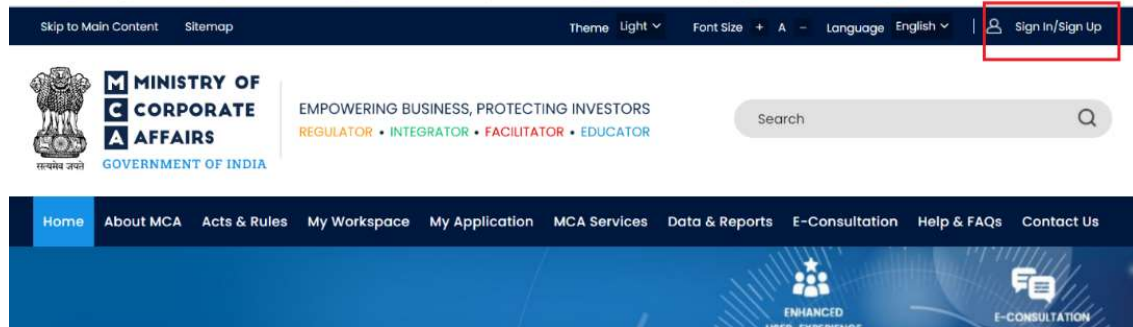 Skip to Main Content Sitemap Theme Light Font Size + A - Language English Sign In/Sign Up
MINISTRY OF
CORPORATE
AFFAIRS
GOVERNMENT OF INDIA
सत्यमेव जयते
EMPOWERING BUSINESS, PROTECTING INVESTORS
REGULATOR • INTEGRATOR • FACILITATOR • EDUCATOR
Search
Home About MCA Acts & Rules My Workspace My Application MCA Services Data & Reports E-Consultation Help & FAQs Contact Us
ENHANCED
USER EXPERIENCE
E-CONSULTATION